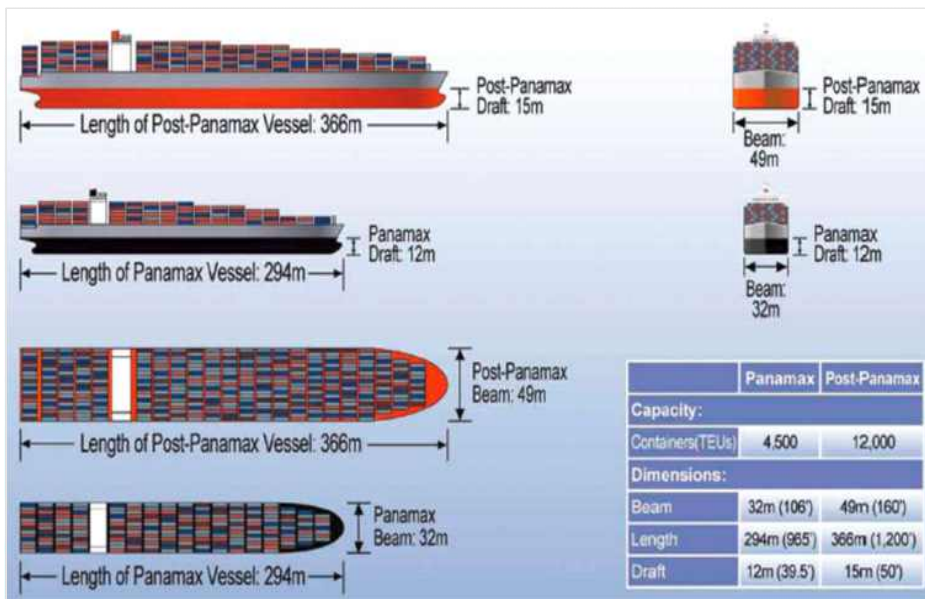 Post-Panamax
Draft: 15m
Length of Post-Panamax Vessel: 366m
Post-Panamax
Draft: 15m
Beam:
49m
Panamax
Draft: 12m
Length of Panamax Vessel: 294m
Panamax
Draft: 12m
Beam:
32m
Post-Panamax
Beam: 49m
Length of Post-Panamax Vessel: 366m
Panamax
Beam: 32m
Length of Panamax Vessel: 294m
Panamax Post-Panamax
Capacity:
Containers(TEUs) 4,500 12,000
Dimensions:
Beam 32m (106') 49m (160')
Length 294m (965') 366m (1,200')
Draft 12m (39.5') 15m (50')